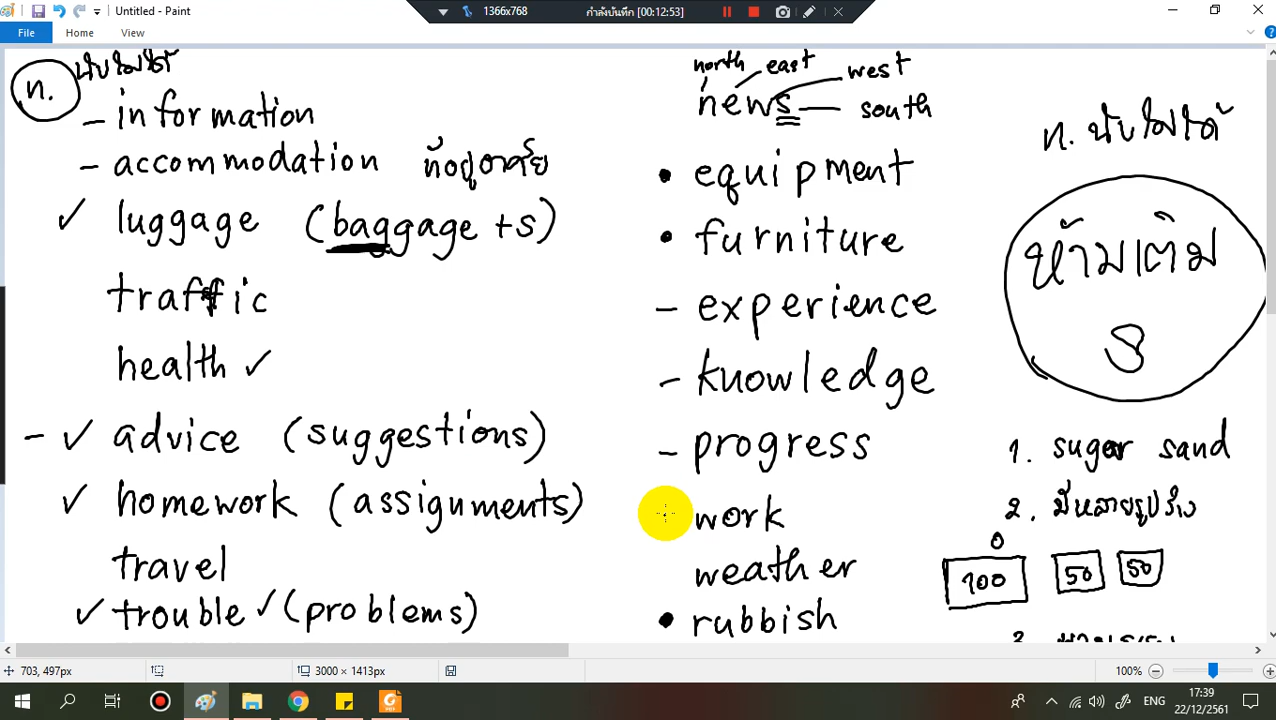 Untitled - Paint
1366x768
กำลังบันทึก [00:12:53]
File Home View
n. นับไม่ได้
- information
- accommodation ที่อยู่อาศัย
✓ luggage (baggage +s)
traffic
health ✓
- ✓ advice (suggestions)
✓ homework (assignments)
travel
✓ trouble ✓ (problems)
north east west
news — south
• equipment
• furniture
- experience
- knowledge
- progress
work
weather
• rubbish
n. นับไม่ได้
ห้ามเติม
s
1. sugar sand
2. มีหลายรูปร่าง
100 50 50
3.
703, 497px
3000 × 1413px
100%
ENG
17:39
22/12/2561